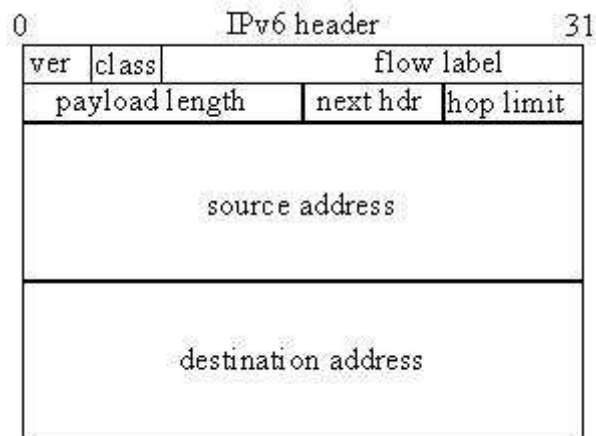 0 IPv6 header 31
ver class flow label
payload length next hdr hop limit
source address
destination address